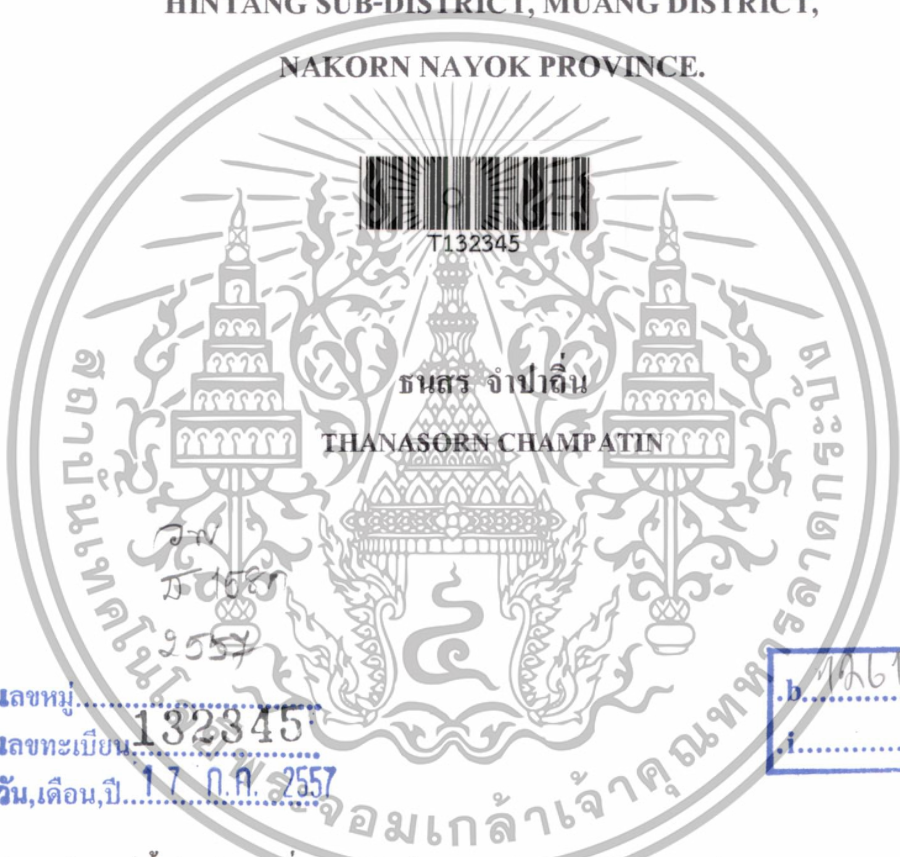 HINTANG SUB-DISTRICT, MUANG DISTRICT,
NAKORN NAYOK PROVINCE.
T132345
ธนสร จำปาถิ่น
THANASORN CHAMPATIN
สถาบันเทคโนโลยีพระจอมเกล้าเจ้าคุณทหารลาดกระบัง
๔
วพ
2557
เลขหมู่
เลขทะเบียน 132345
วัน,เดือน,ปี 17 ก.ค. 2557
b
i